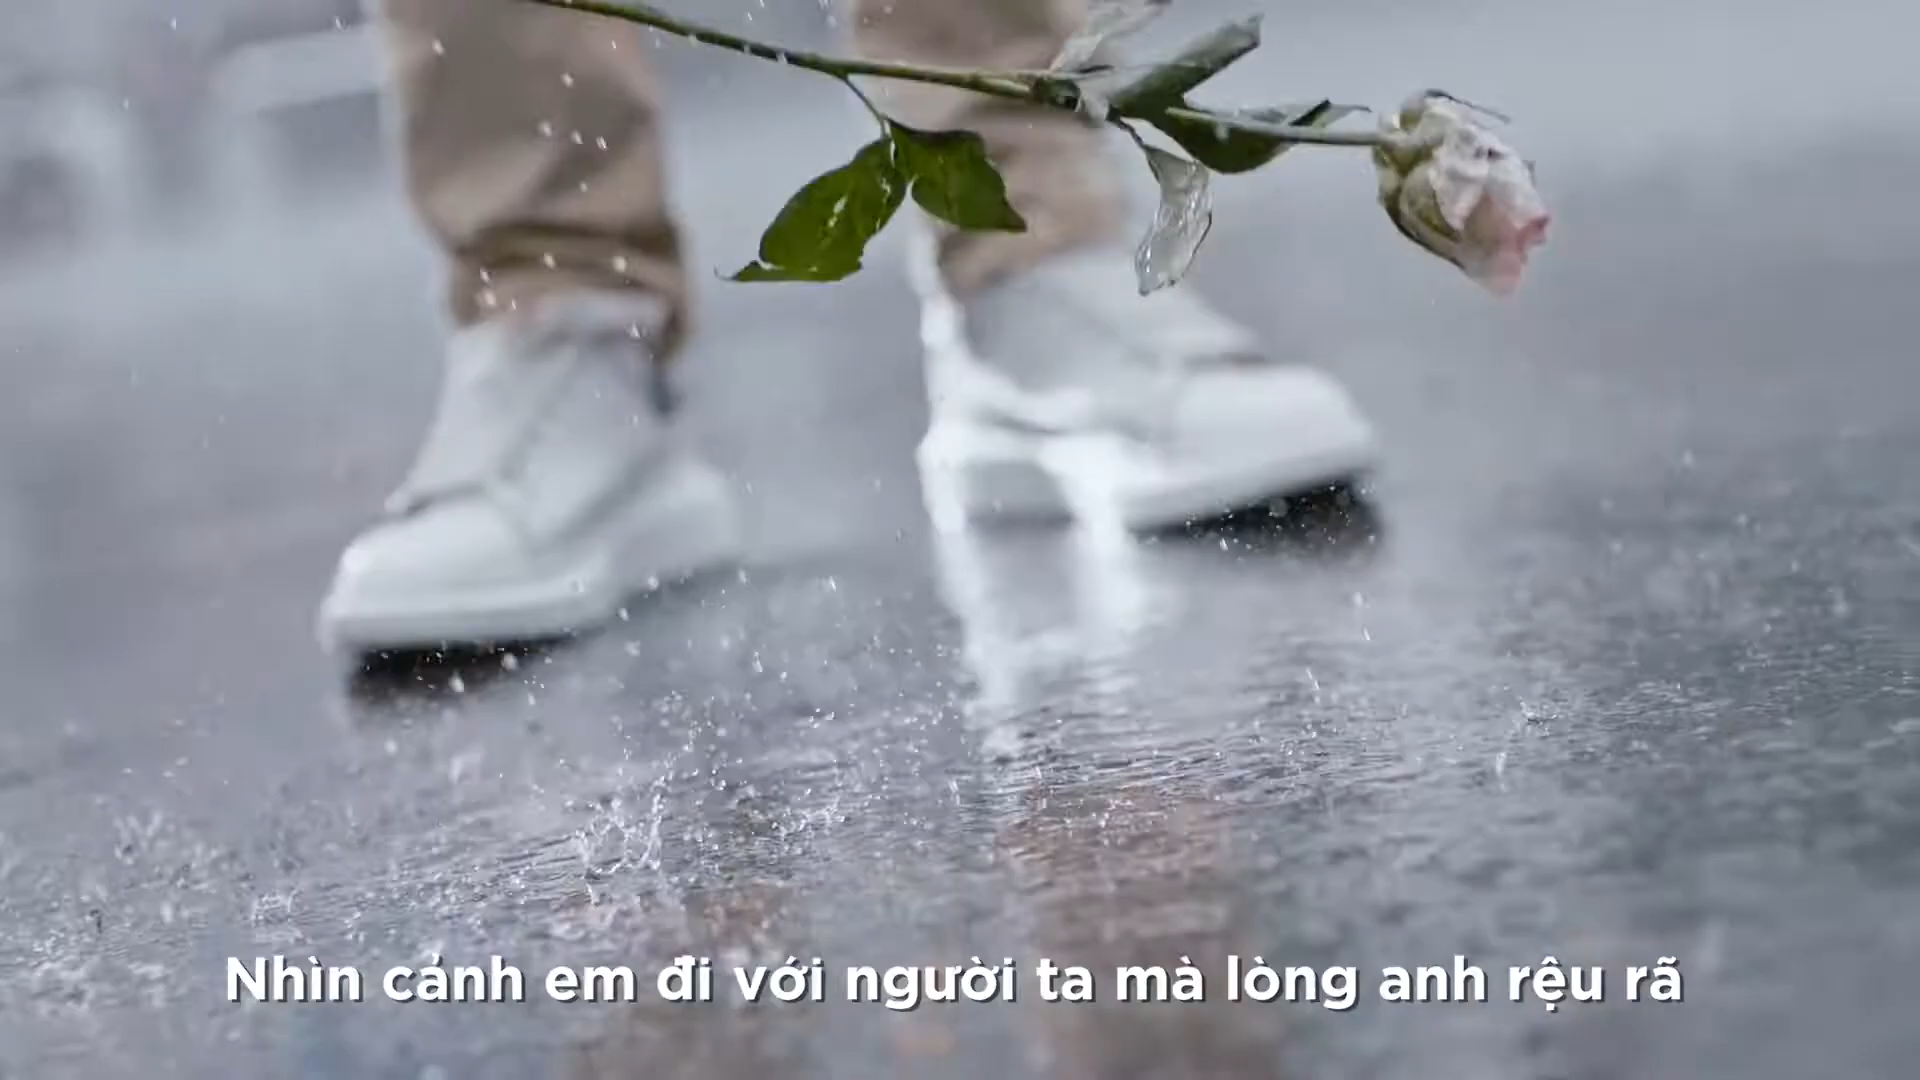 Nhìn cảnh em đi với người ta mà lòng anh rệu rã